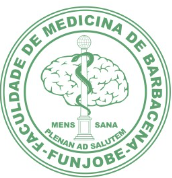 FACULDADE DE MEDICINA DE BARBACENA
MENS SANA
PLENAN AD SALUTEM
-FUNJOBE-